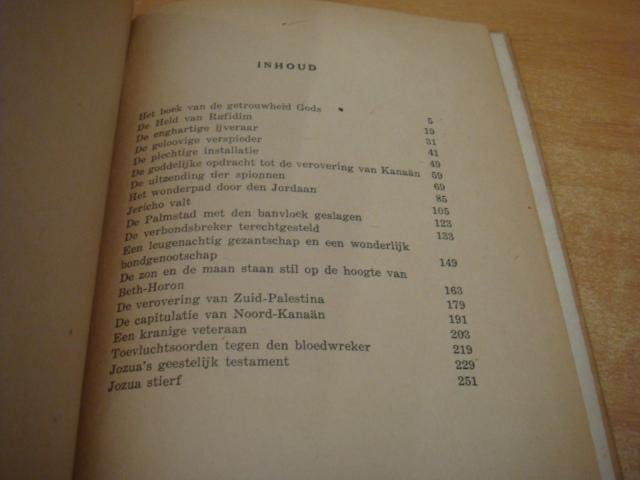 INHOUD
Het boek van de getrouwheid Gods 5
De Held van Rafidim 19
De enghartige ijveraar 31
De geloovige verspieder 41
De plechtige installatie 49
De goddelijke opdracht tot de verovering van Kanaän 59
De uitzending der spionnen 69
Het wonderpad door den Jordaan 85
Jericho valt 105
De Palmstad met den banvloek geslagen 123
De verbondsbreker terechtgesteld 133
Een leugenachtig gezantschap en een wonderlijk
bondgenootschap 149
De zon en de maan staan stil op de hoogte van
Beth-Horon 163
De verovering van Zuid-Palestina 179
De capitulatie van Noord-Kanaän 191
Een kranige veteraan 203
Toevluchtsoorden tegen den bloedwreker 219
Jozua's geestelijk testament 229
Jozua stierf 251